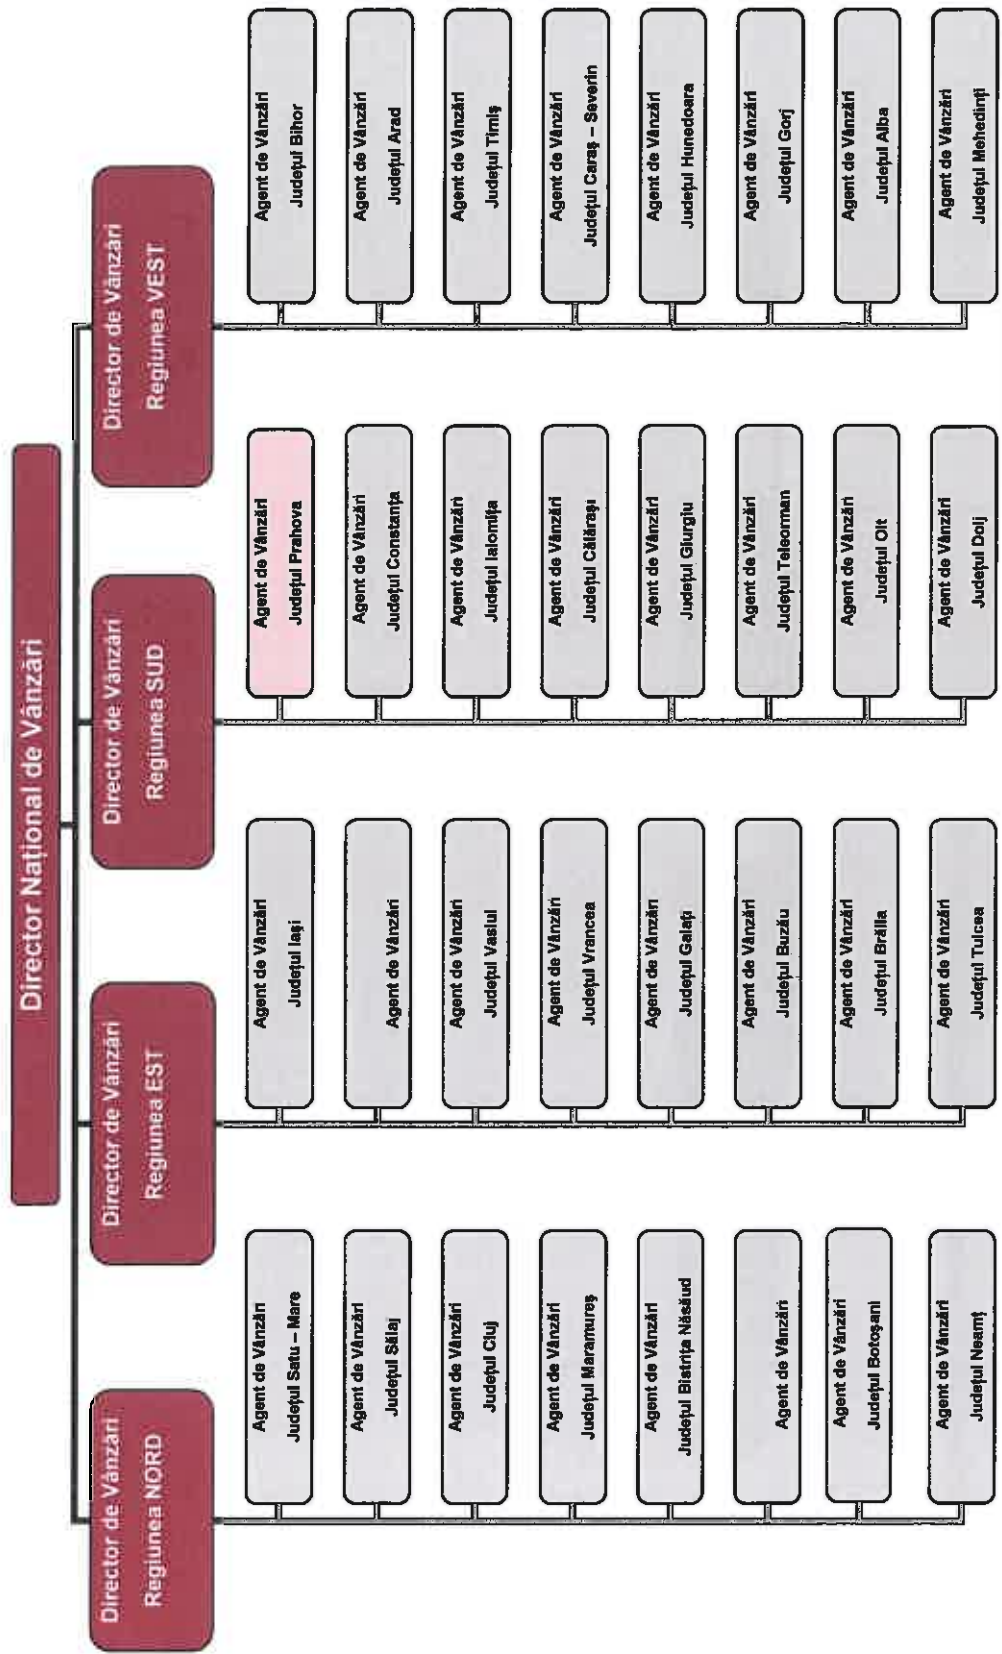 Director Național de Vânzări
Director de Vânzări
Regiunea NORD
Agent de Vânzări
Județul Satu – Mare
Agent de Vânzări
Județul Sălaj
Agent de Vânzări
Județul Cluj
Agent de Vânzări
Județul Maramureș
Agent de Vânzări
Județul Bistrița Năsăud
Agent de Vânzări
Agent de Vânzări
Județul Botoșani
Agent de Vânzări
Județul Neamț
Director de Vânzări
Regiunea EST
Agent de Vânzări
Județul Iași
Agent de Vânzări
Agent de Vânzări
Județul Vaslui
Agent de Vânzări
Județul Vrancea
Agent de Vânzări
Județul Galați
Agent de Vânzări
Județul Buzău
Agent de Vânzări
Județul Brăila
Agent de Vânzări
Județul Tulcea
Director de Vânzări
Regiunea SUD
Agent de Vânzări
Județul Prahova
Agent de Vânzări
Județul Constanța
Agent de Vânzări
Județul Ialomița
Agent de Vânzări
Județul Călărași
Agent de Vânzări
Județul Giurgiu
Agent de Vânzări
Județul Teleorman
Agent de Vânzări
Județul Olt
Agent de Vânzări
Județul Dolj
Director de Vânzări
Regiunea VEST
Agent de Vânzări
Județul Bihor
Agent de Vânzări
Județul Arad
Agent de Vânzări
Județul Timiș
Agent de Vânzări
Județul Caraș – Severin
Agent de Vânzări
Județul Hunedoara
Agent de Vânzări
Județul Gorj
Agent de Vânzări
Județul Alba
Agent de Vânzări
Județul Mehedinți